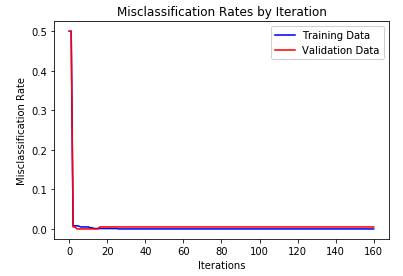 Misclassification Rates by Iteration
Training Data
Validation Data
Misclassification Rate
0.5
0.4
0.3
0.2
0.1
0.0
0 20 40 60 80 100 120 140 160
Iterations